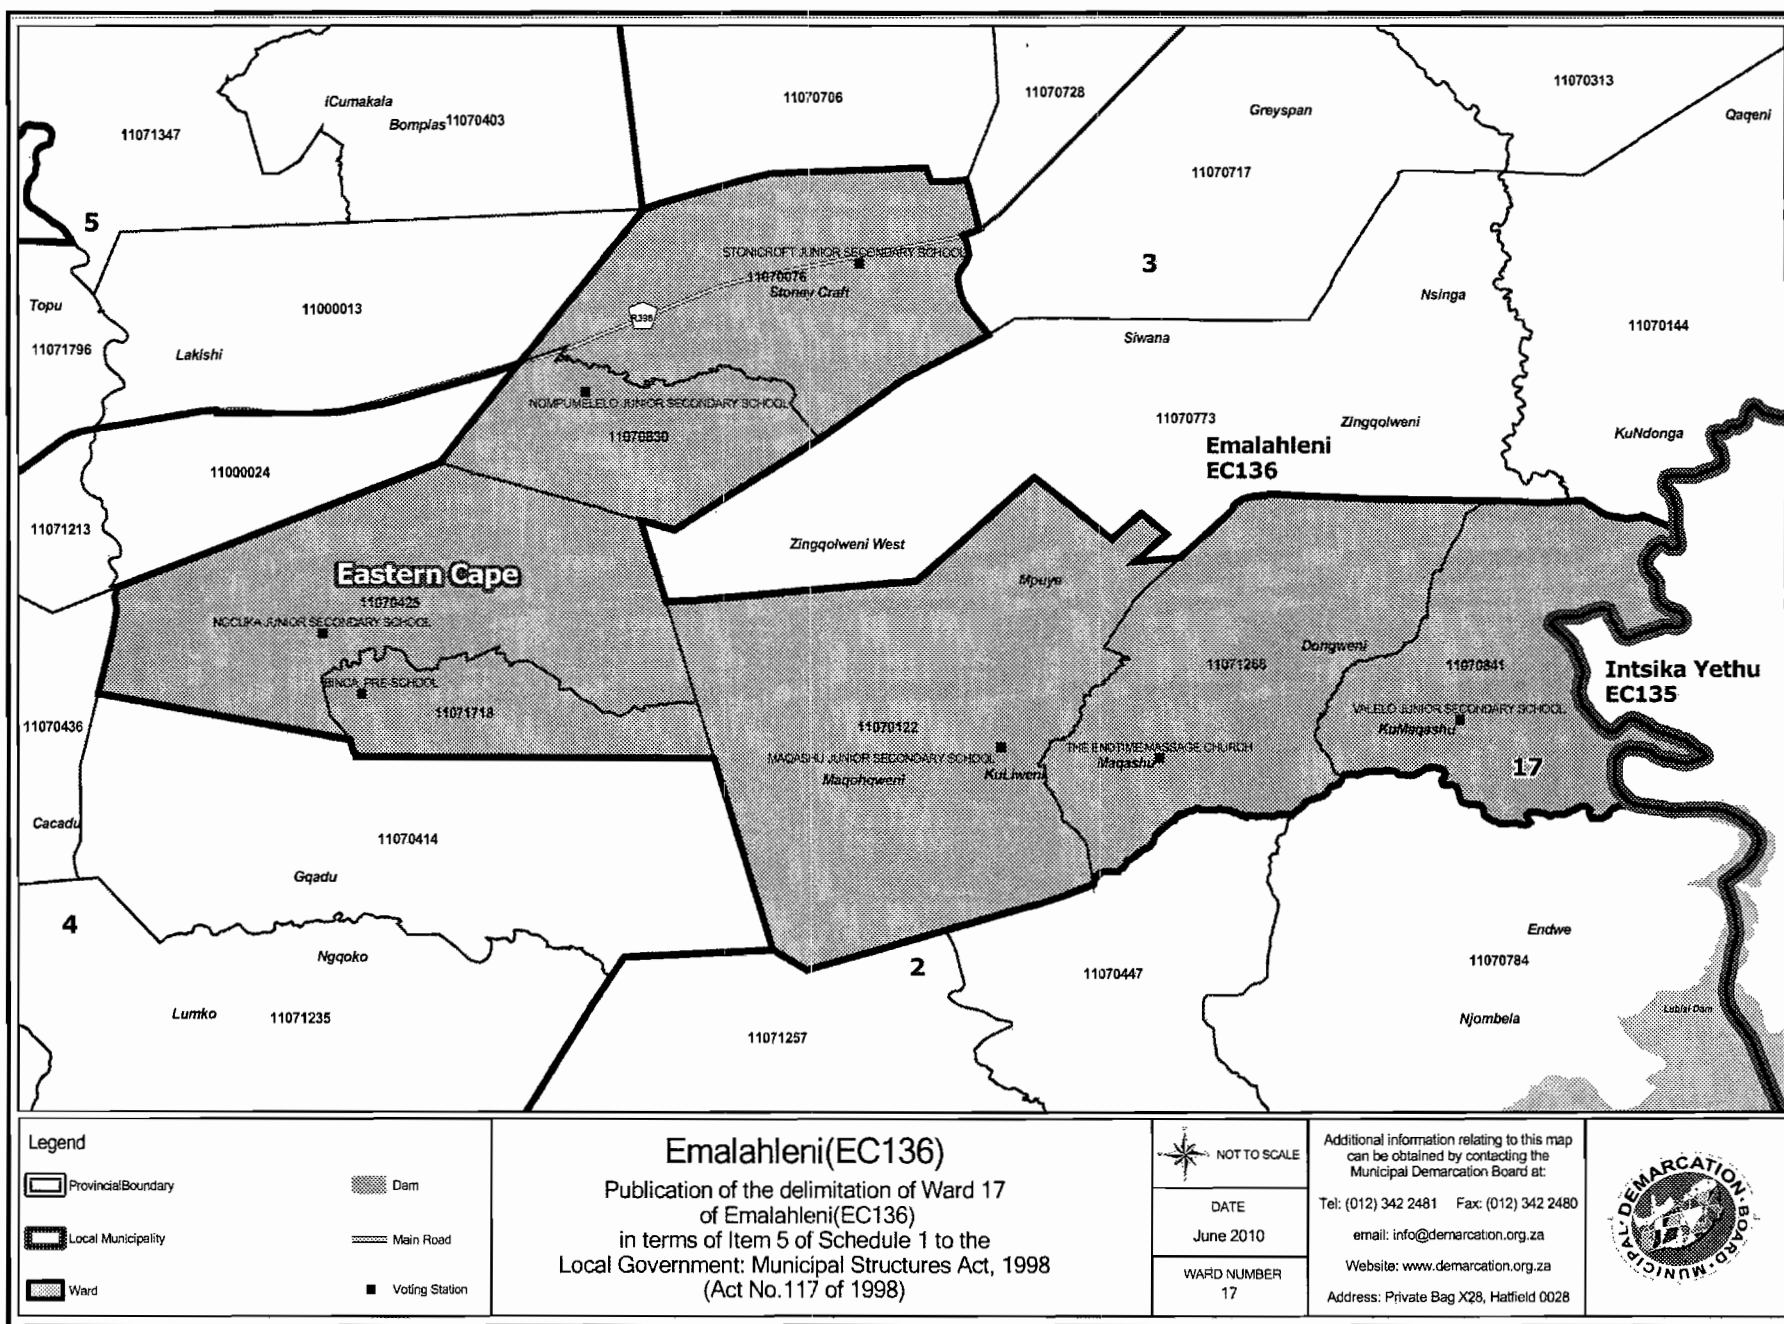 iCumakala
Bompias
11070403
11071347
11070706
11070728
11070313
Greyspan
Qaqeni
11070717
5
STONICROFT JUNIOR SECONDARY SCHOOL
11070076
Stoney Craft
3
Topu
11000013
Nsinga
11070144
Siwana
11071796
Lakishi
NOMPUMELELO JUNIOR SECONDARY SCHOOL
11070830
11070773
Zingqolweni
KuNdonga
Emalahleni
EC136
11000024
11071213
Zingqolweni West
Eastern Cape
11070425
NGCUKA JUNIOR SECONDARY SCHOOL
Mpuye
Dongweni
11071268
11070841
Intsika Yethu
EC135
BINCA PRE-SCHOOL
11071718
11070436
11070122
VALELO JUNIOR SECONDARY SCHOOL
KuMaqashu
MAQASHU JUNIOR SECONDARY SCHOOL
THE ENDTIME MASSAGE CHURCH
Maqashu
Maqohqweni
KuLiweni
17
Cacadu
11070414
Gqadu
4
Ngqoko
2
11070447
Endwe
11070784
Lumko
11071235
11071257
Njombela
Lubisi Dam
Legend
ProvincialBoundary
Dam
Local Municipality
Main Road
Ward
Voting Station
Emalahleni(EC136)
Publication of the delimitation of Ward 17
of Emalahleni(EC136)
in terms of Item 5 of Schedule 1 to the
Local Government: Municipal Structures Act, 1998
(Act No.117 of 1998)
NOT TO SCALE
DATE
June 2010
WARD NUMBER
17
Additional information relating to this map
can be obtained by contacting the
Municipal Demarcation Board at:
Tel: (012) 342 2481 Fax: (012) 342 2480
email: info@demarcation.org.za
Website: www.demarcation.org.za
Address: Private Bag X28, Hatfield 0028
MUNICIPAL DEMARCATION BOARD